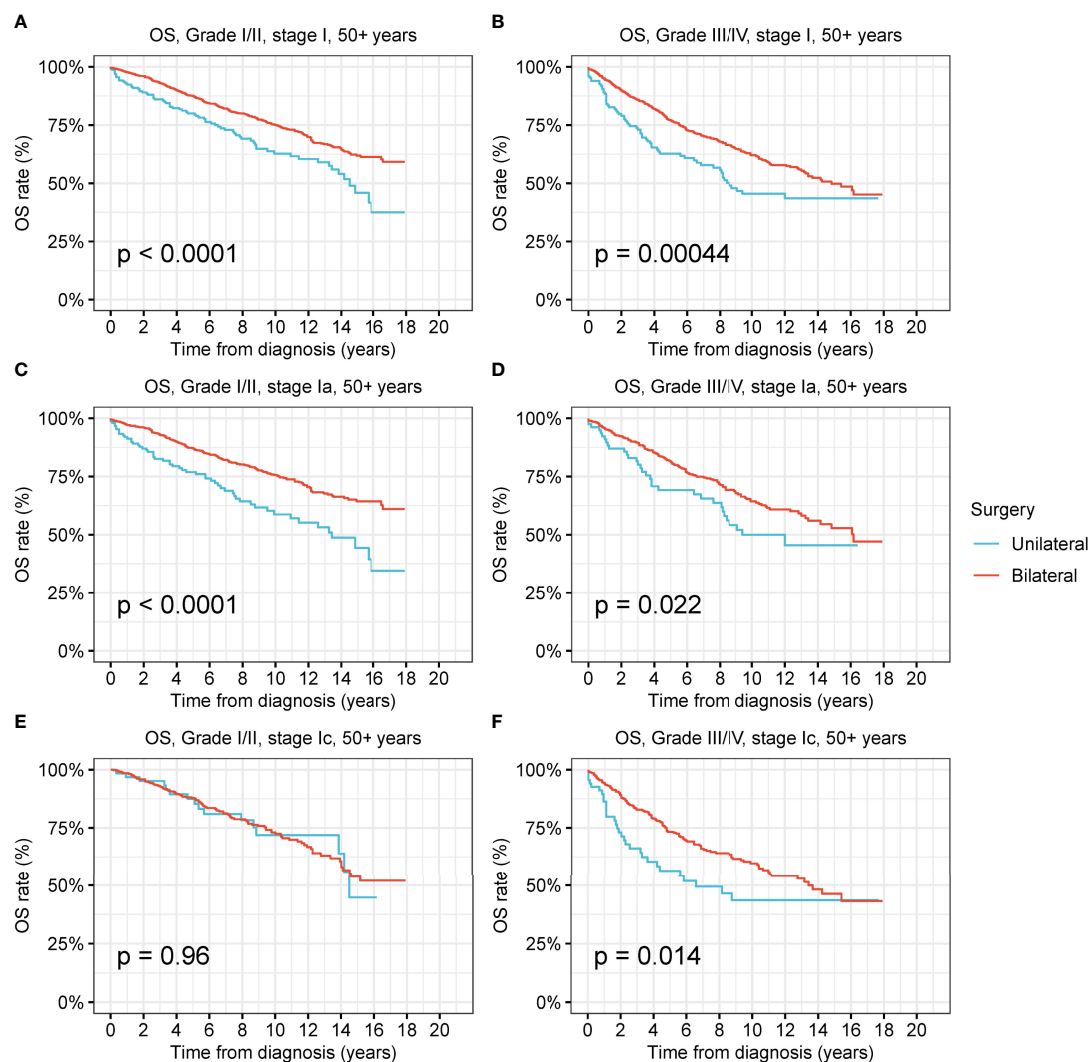 A
OS, Grade I/II, stage I, 50+ years
100%
75%
50%
25%
0%
OS rate (%)
p < 0.0001
0 2 4 6 8 10 12 14 16 18 20
Time from diagnosis (years)
B
OS, Grade III/IV, stage I, 50+ years
100%
75%
50%
25%
0%
OS rate (%)
p = 0.00044
0 2 4 6 8 10 12 14 16 18 20
Time from diagnosis (years)
C
OS, Grade I/II, stage Ia, 50+ years
100%
75%
50%
25%
0%
OS rate (%)
p < 0.0001
0 2 4 6 8 10 12 14 16 18 20
Time from diagnosis (years)
D
OS, Grade III/IV, stage Ia, 50+ years
100%
75%
50%
25%
0%
OS rate (%)
p = 0.022
0 2 4 6 8 10 12 14 16 18 20
Time from diagnosis (years)
Surgery
Unilateral
Bilateral
E
OS, Grade I/II, stage Ic, 50+ years
100%
75%
50%
25%
0%
OS rate (%)
p = 0.96
0 2 4 6 8 10 12 14 16 18 20
Time from diagnosis (years)
F
OS, Grade III/IV, stage Ic, 50+ years
100%
75%
50%
25%
0%
OS rate (%)
p = 0.014
0 2 4 6 8 10 12 14 16 18 20
Time from diagnosis (years)